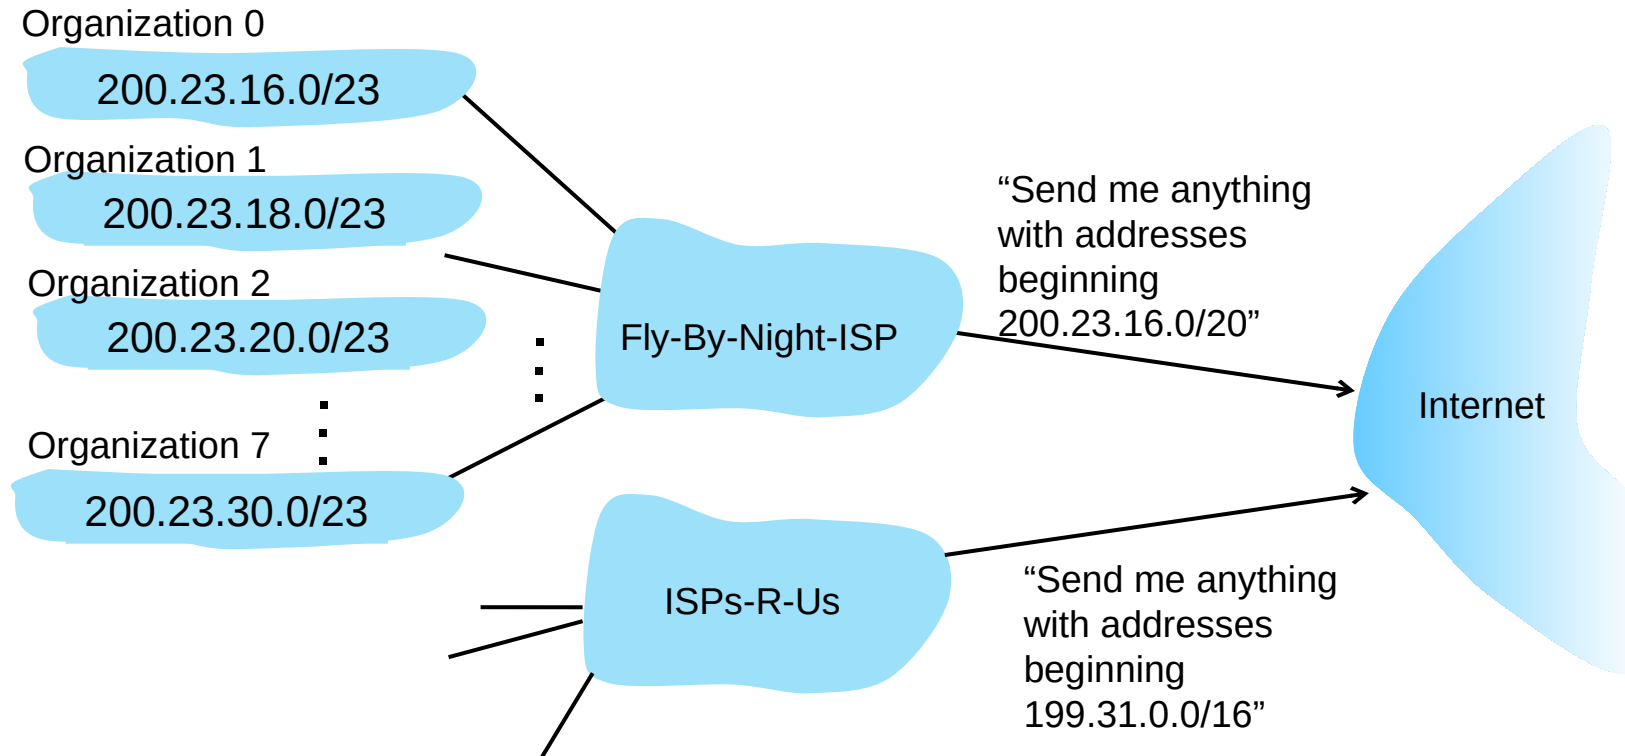 Organization 0
200.23.16.0/23
Organization 1
200.23.18.0/23
Organization 2
200.23.20.0/23
Organization 7
200.23.30.0/23
Fly-By-Night-ISP
“Send me anything
with addresses
beginning
200.23.16.0/20”
Internet
ISPs-R-Us
“Send me anything
with addresses
beginning
199.31.0.0/16”